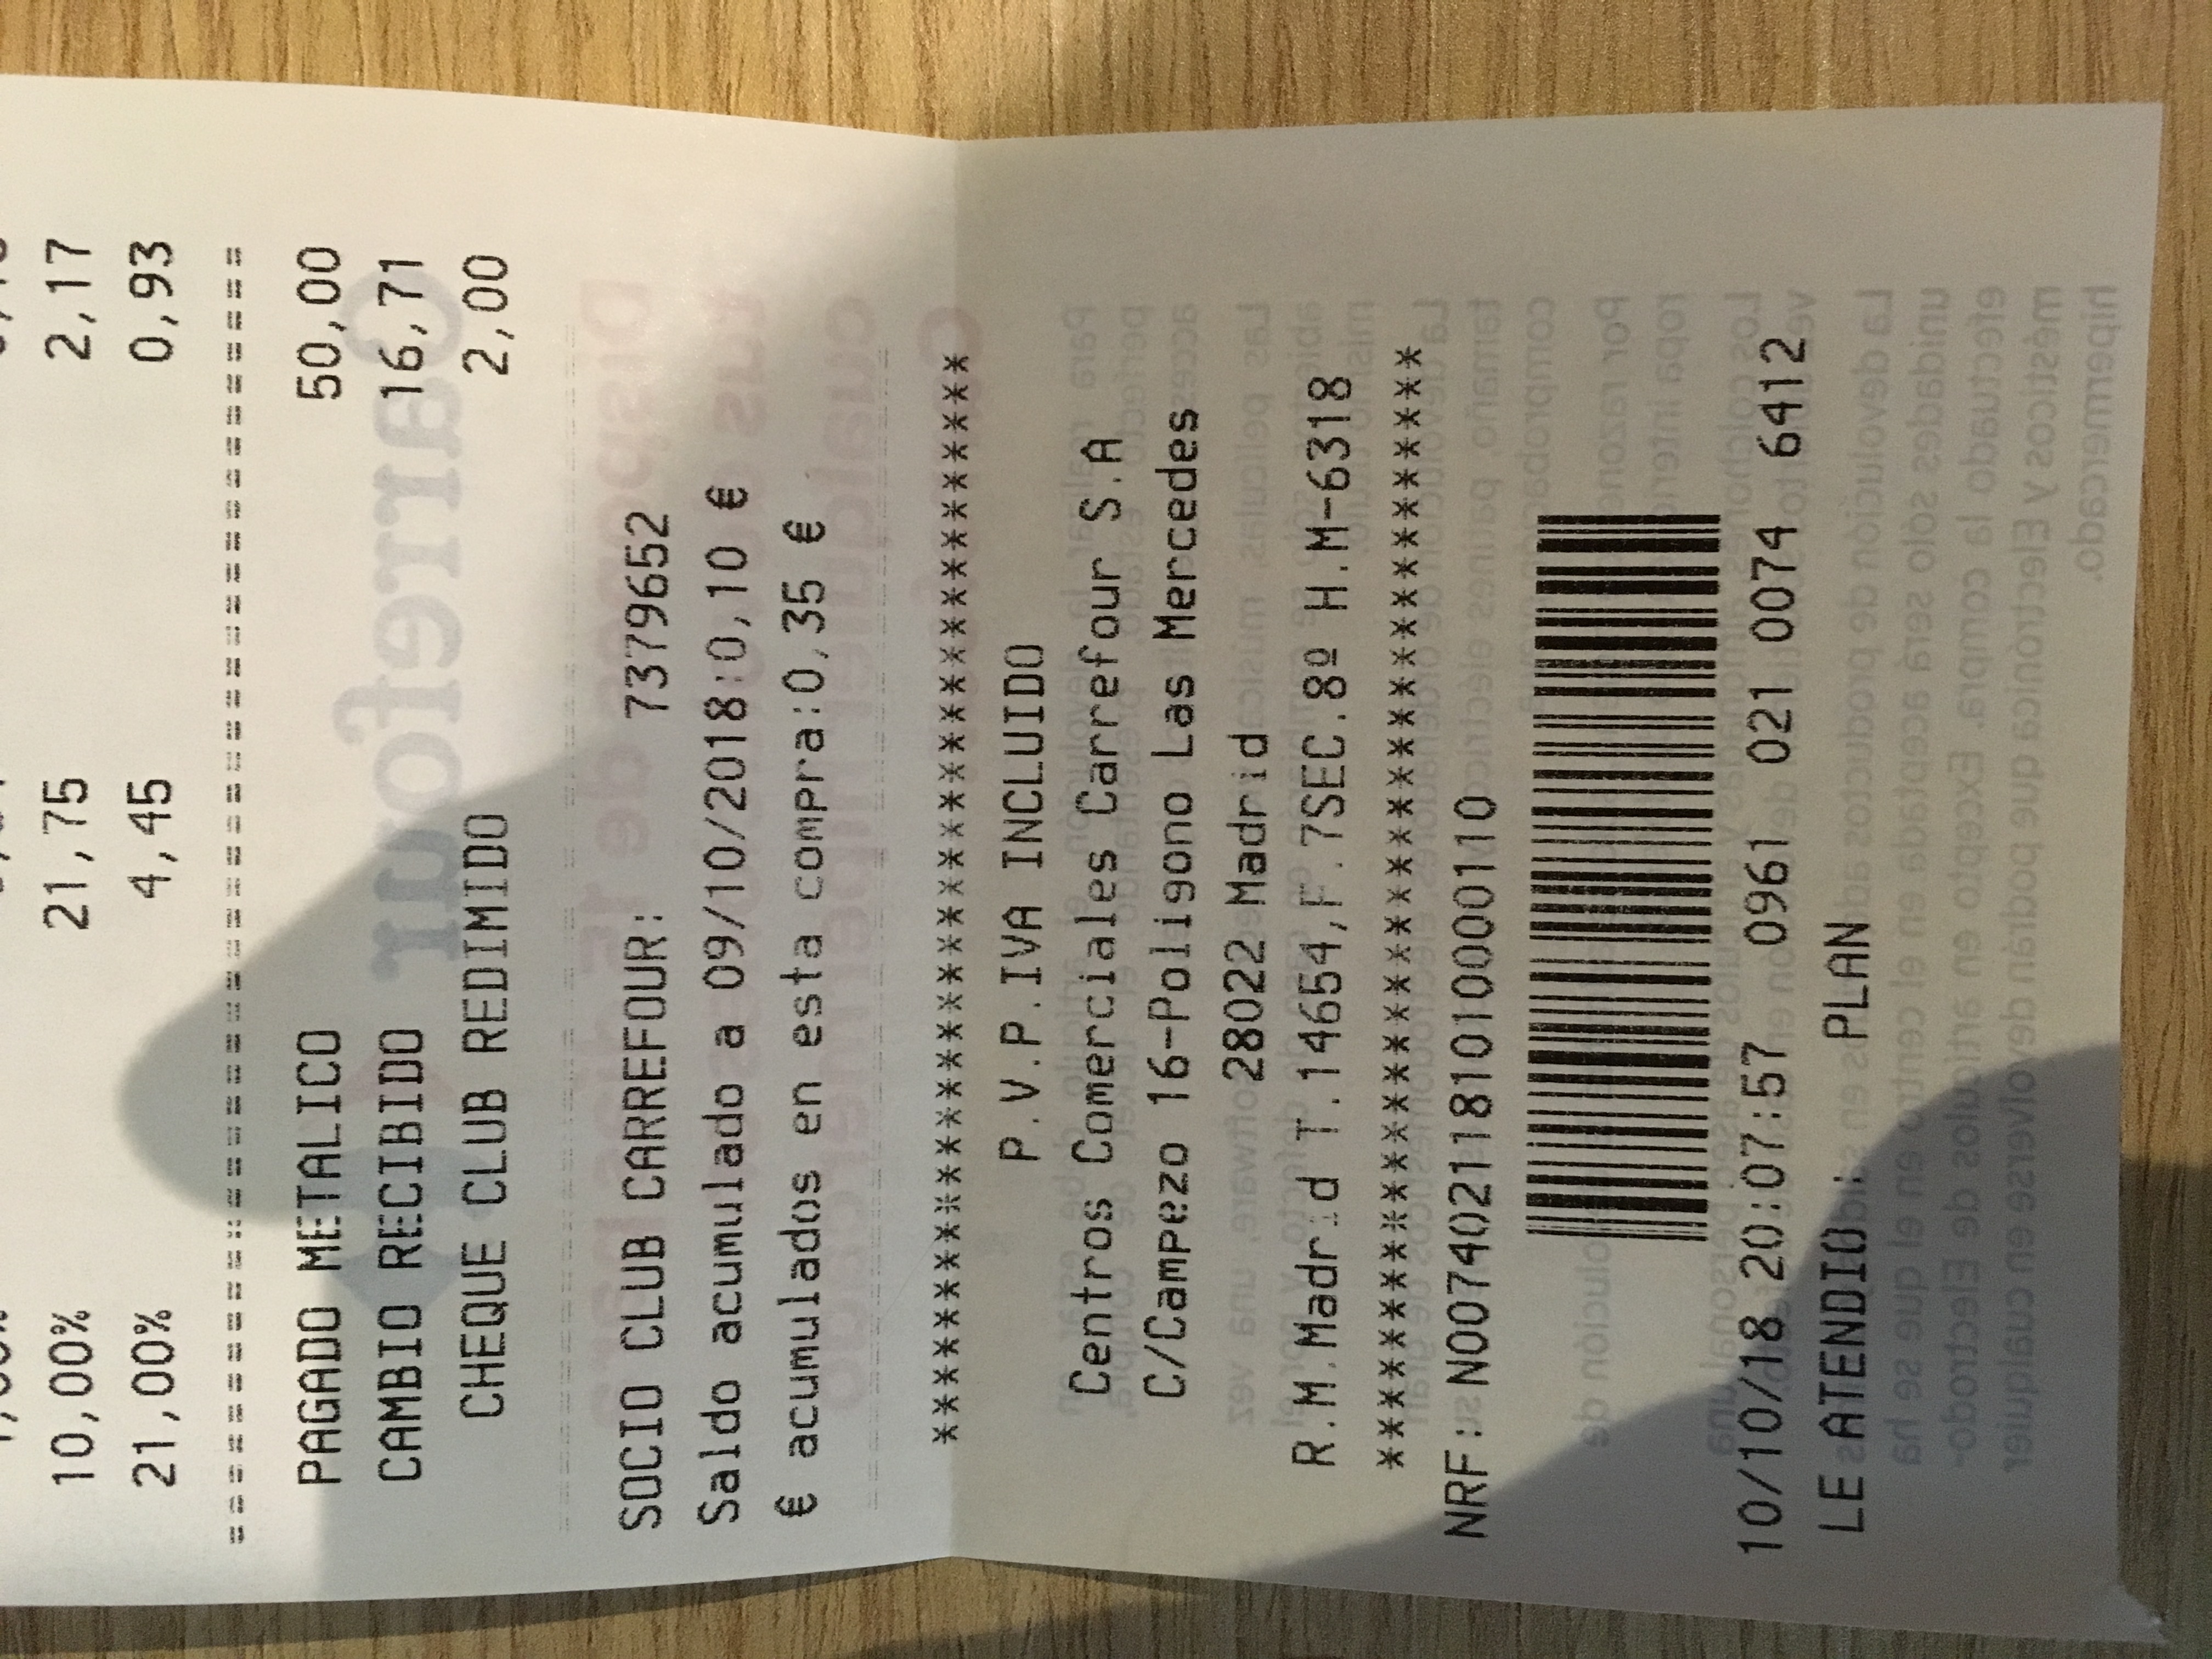 10,00% 21,75 2,17
21,00% 4,45 0,93
PAGADO METALICO 50,00
CAMBIO RECIBIDO 16,71
CHEQUE CLUB REDIMIDO 2,00
SOCIO CLUB CARREFOUR: 7379652
Saldo acumulado a 09/10/2018:0,10 €
€ acumulados en esta compra:0,35 €
*************************************
P.V.P.IVA INCLUIDO
Centros Comerciales Carrefour S.A
C/Campezo 16-Poligono Las Mercedes
28022 Madrid
R.M.Madrid T.14654,F.7SEC.8º H.M-6318
*************************************
NRF: N0074021181010000110
10/10/18 20:07:57 0961 021 0074 6412
LE ATENDIO : PLAN